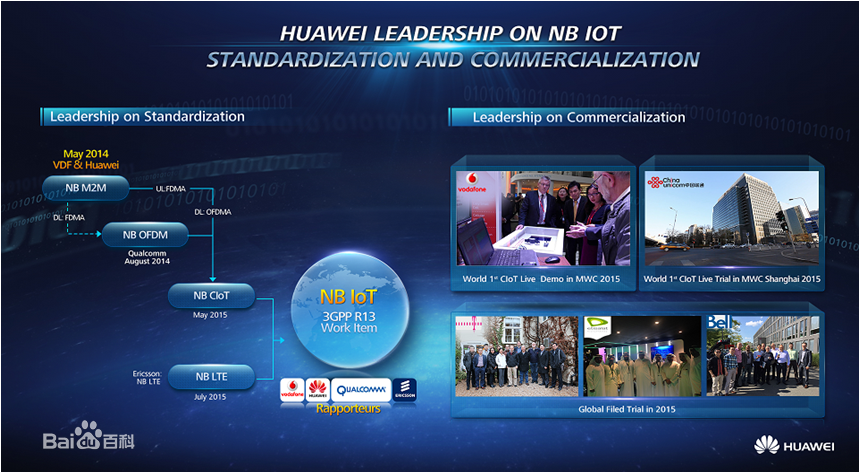 HUAWEI LEADERSHIP ON NB IOT
STANDARDIZATION AND COMMERCIALIZATION
Leadership on Standardization
May 2014
VDF & Huawei
NB M2M
UL:FDMA
DL: FDMA
DL: OFDMA
NB OFDM
Qualcomm
August 2014
NB CIoT
May 2015
NB IoT
3GPP R13
Work Item
Ericsson:
NB LTE
NB LTE
July 2015
vodafone
HUAWEI
QUALCOMM
ERICSSON
Rapporteurs
Leadership on Commercialization
vodafone
World 1st CIoT Live Demo in MWC 2015
China
unicom中国联通
World 1st CIoT Live Trial in MWC Shanghai 2015
Bell
Global Filed Trial in 2015
Baidu百科
HUAWEI